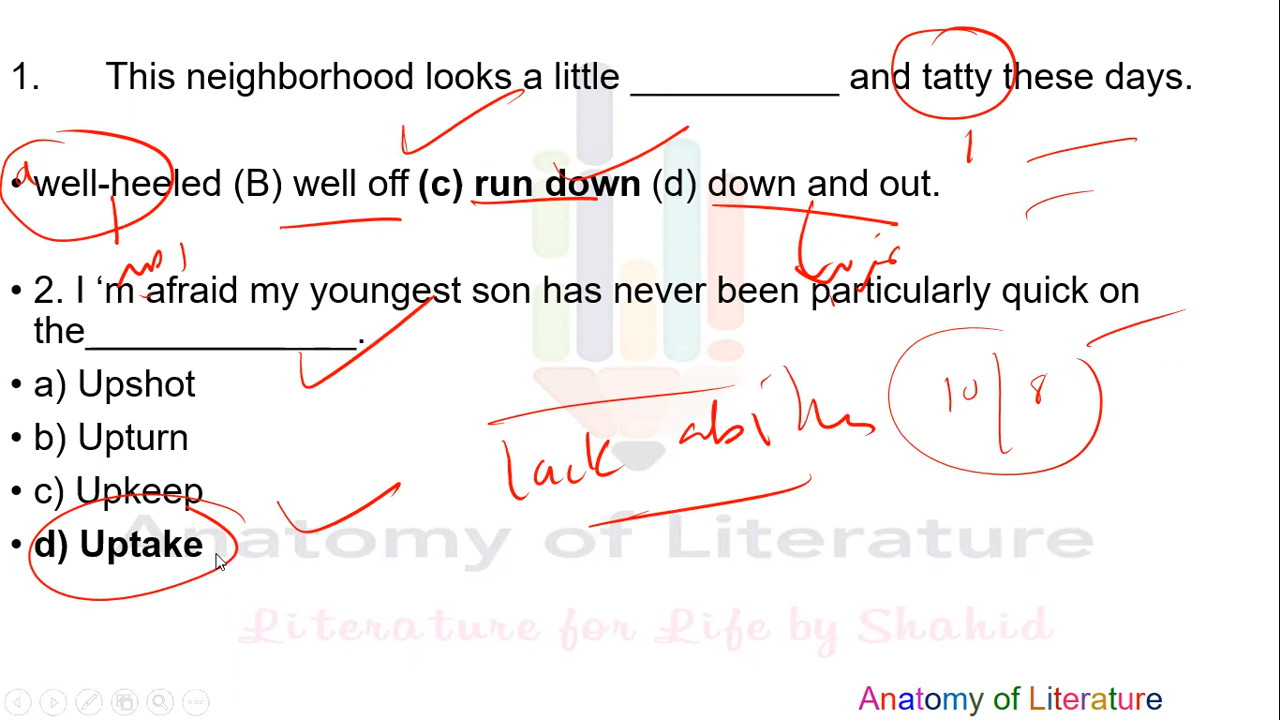 1. This neighborhood looks a little ___________ and tatty these days.
• well-heeled (B) well off (c) run down (d) down and out.
• 2. I ‘m afraid my youngest son has never been particularly quick on
the______________.
• a) Upshot
• b) Upturn
• c) Upkeep
• d) Uptake
lack
10 | 8
Anatomy of Literature
Literature for Life by Shahid
Anatomy of Literature